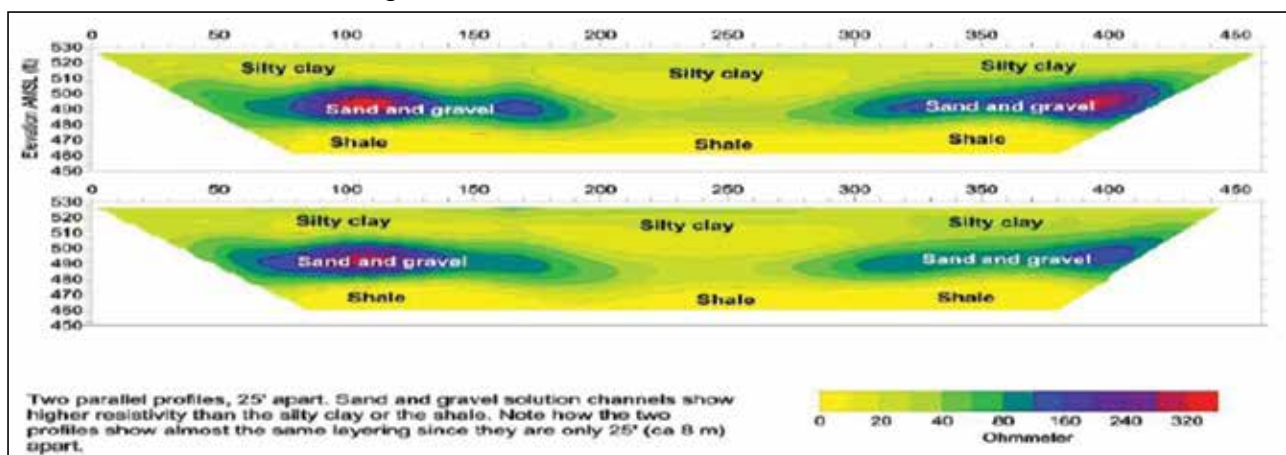 0 50 100 150 200 250 300 350 400 450
530
520
510
500
490
480
470
460
450
Elevation AMSL (ft)
Silty clay Silty clay Silty clay
Sand and gravel Sand and gravel
Shale Shale Shale
0 50 100 150 200 250 300 350 400 450
530
520
510
500
490
480
470
460
450
Silty clay Silty clay Silty clay
Sand and gravel Sand and gravel
Shale Shale Shale
Two parallel profiles, 25' apart. Sand and gravel solution channels show
higher resistivity than the silty clay or the shale. Note how the two
profiles show almost the same layering since they are only 25' (ca 8 m)
apart.
0 20 40 80 160 240 320
Ohmmeter